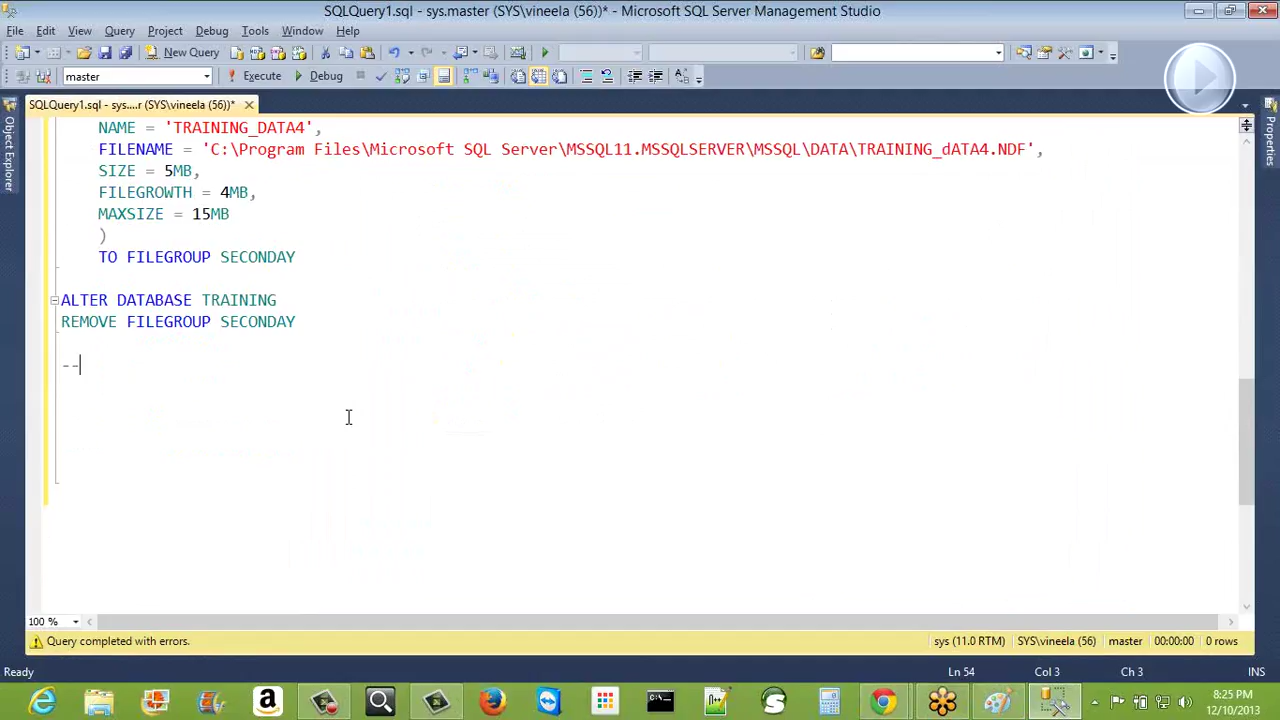 SQLQuery1.sql - sys.master (SYS\vineela (56))* - Microsoft SQL Server Management Studio
File Edit View Query Project Debug Tools Window Help
New Query
master Execute Debug
SQLQuery1.sql - sys....r (SYS\vineela (56))*
Object Explorer
Properties
NAME = 'TRAINING_DATA4',
FILENAME = 'C:\Program Files\Microsoft SQL Server\MSSQL11.MSSQLSERVER\MSSQL\DATA\TRAINING_dATA4.NDF',
SIZE = 5MB,
FILEGROWTH = 4MB,
MAXSIZE = 15MB
)
TO FILEGROUP SECONDAY
ALTER DATABASE TRAINING
REMOVE FILEGROUP SECONDAY
--
100 %
Query completed with errors. sys (11.0 RTM) SYS\vineela (56) master 00:00:00 0 rows
Ready Ln 54 Col 3 Ch 3 INS
8:25 PM
12/10/2013